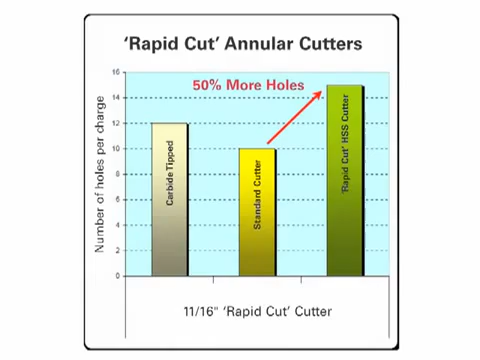 ‘Rapid Cut’ Annular Cutters
50% More Holes
Number of holes per charge
16
14
12
10
8
6
4
2
0
Carbide Tipped
Standard Cutter
‘Rapid Cut’ HSS Cutter
11/16" ‘Rapid Cut’ Cutter